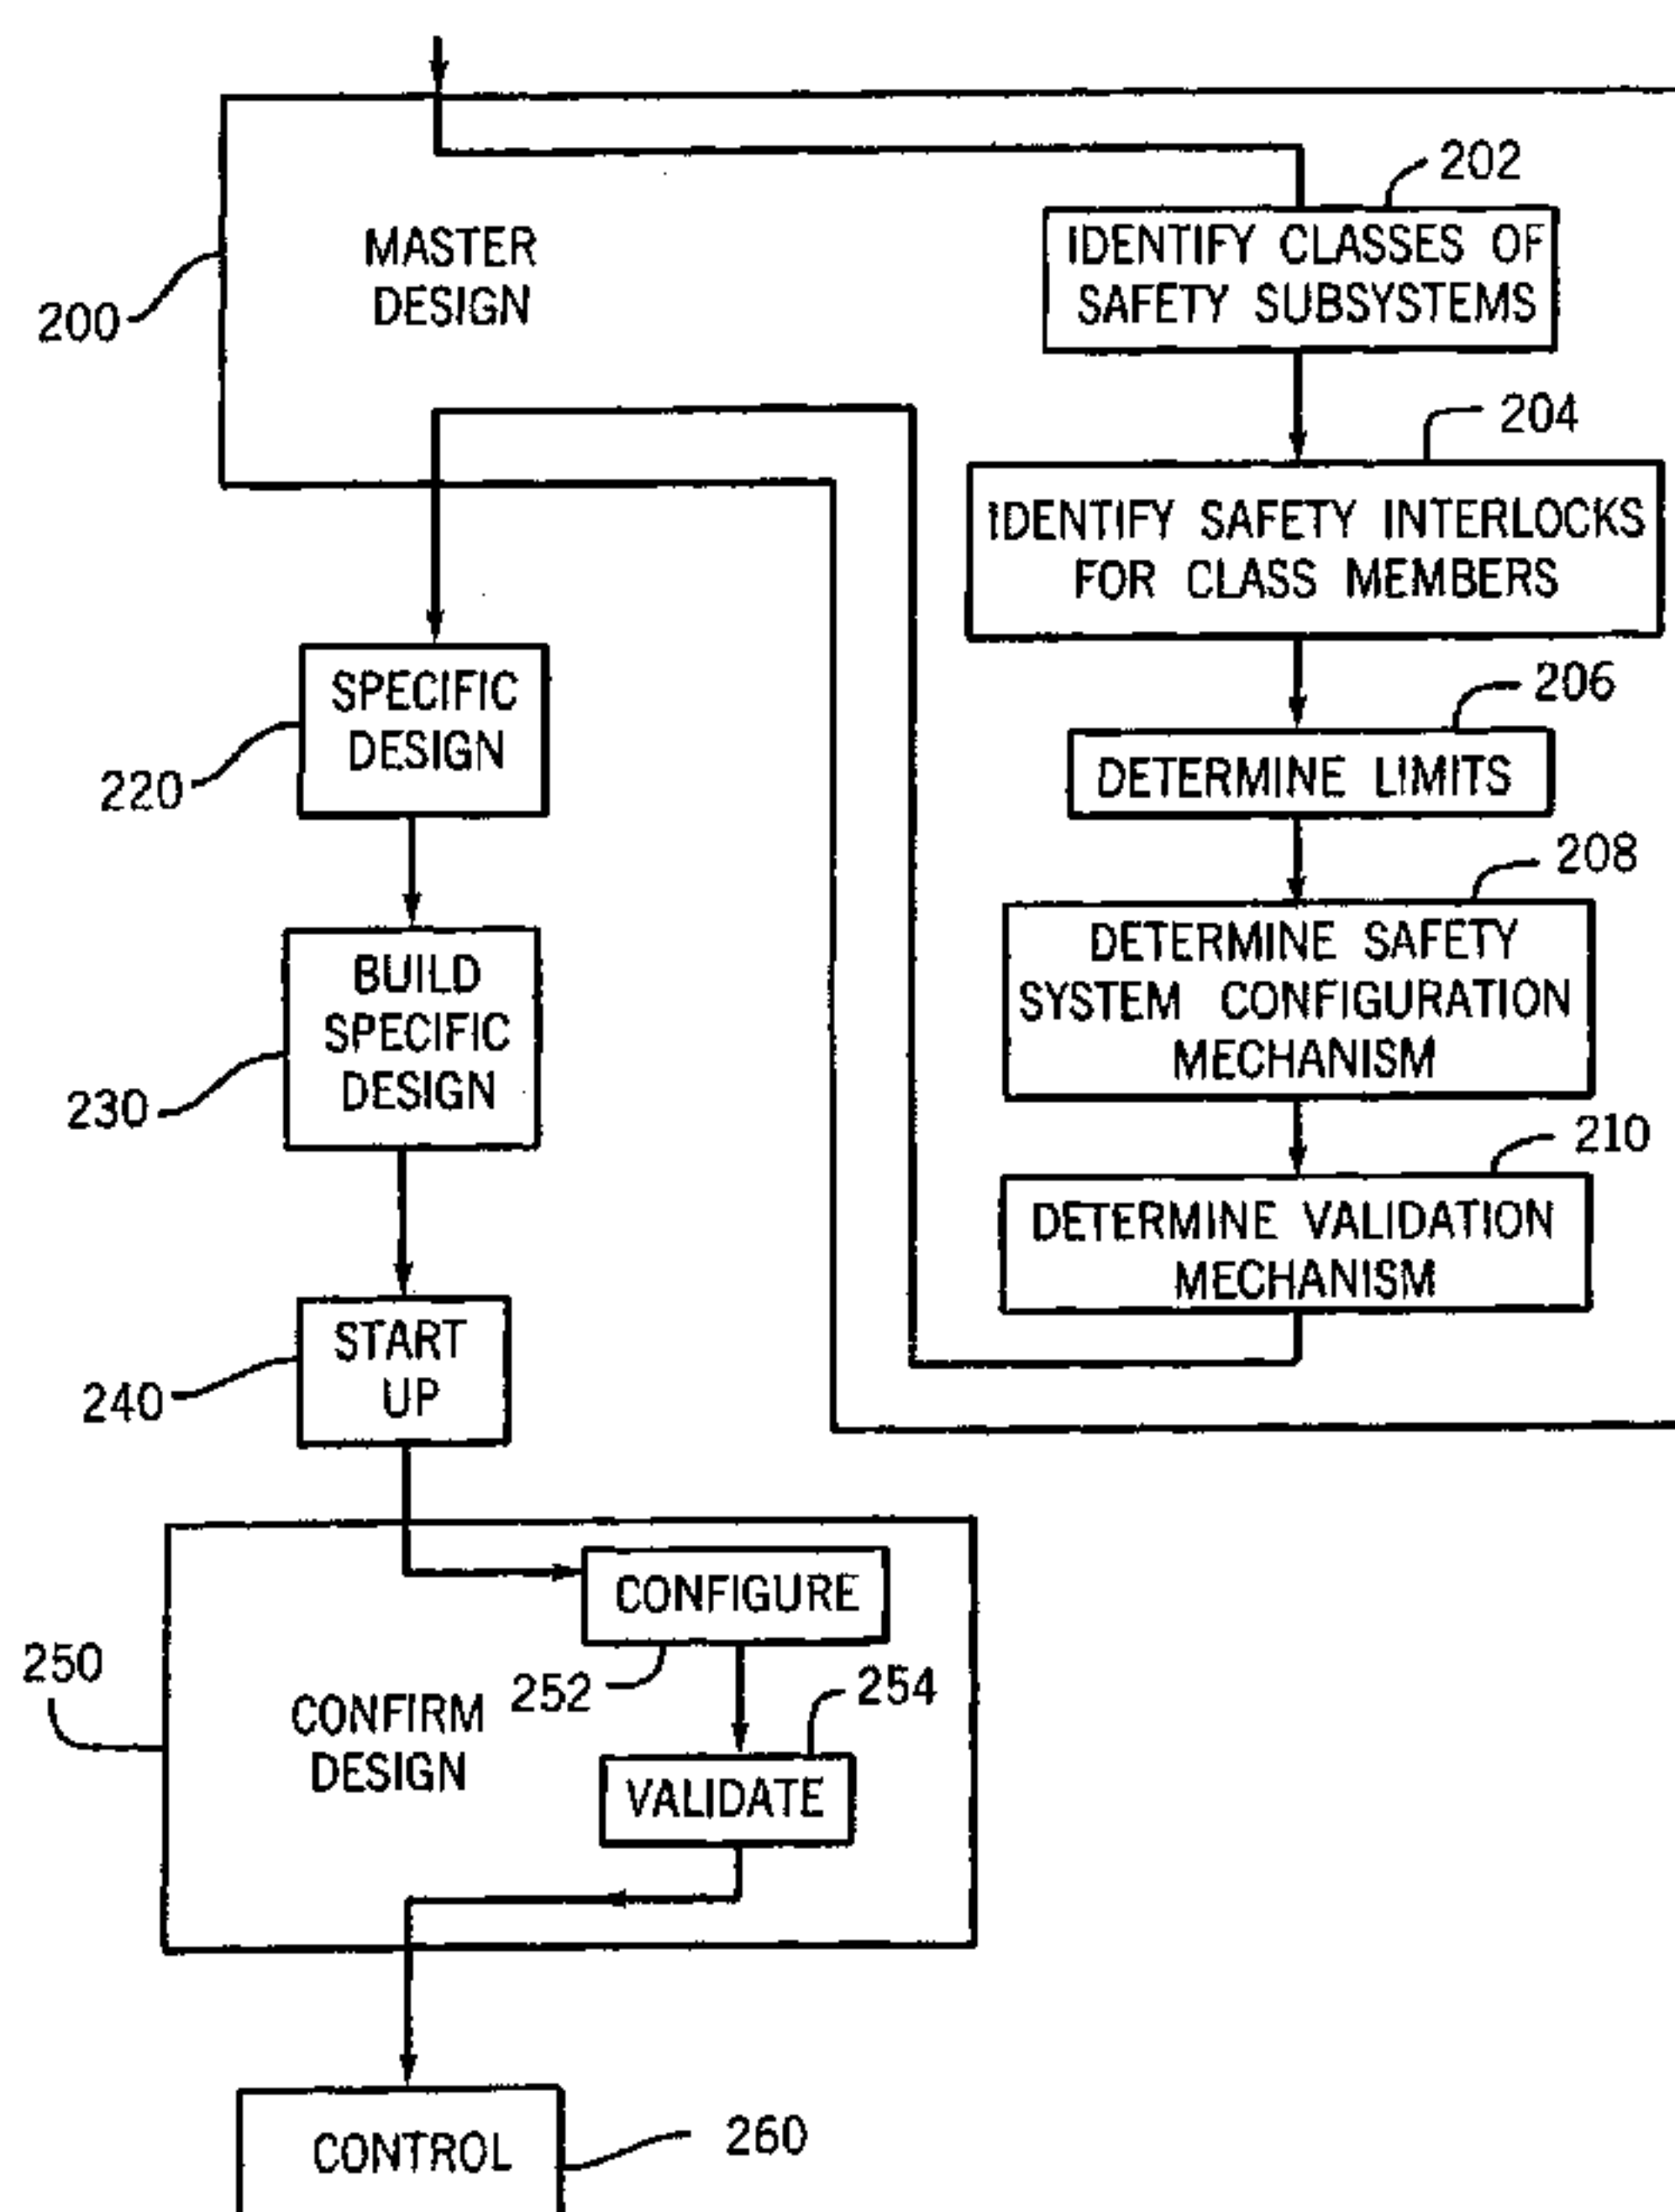 202
IDENTIFY CLASSES OF
SAFETY SUBSYSTEMS
MASTER
DESIGN
200
204
IDENTIFY SAFETY INTERLOCKS
FOR CLASS MEMBERS
206
DETERMINE LIMITS
208
DETERMINE SAFETY
SYSTEM CONFIGURATION
MECHANISM
210
DETERMINE VALIDATION
MECHANISM
SPECIFIC
DESIGN
220
BUILD
SPECIFIC
DESIGN
230
START
UP
240
CONFIGURE
252
250
CONFIRM
DESIGN
254
VALIDATE
CONTROL
260